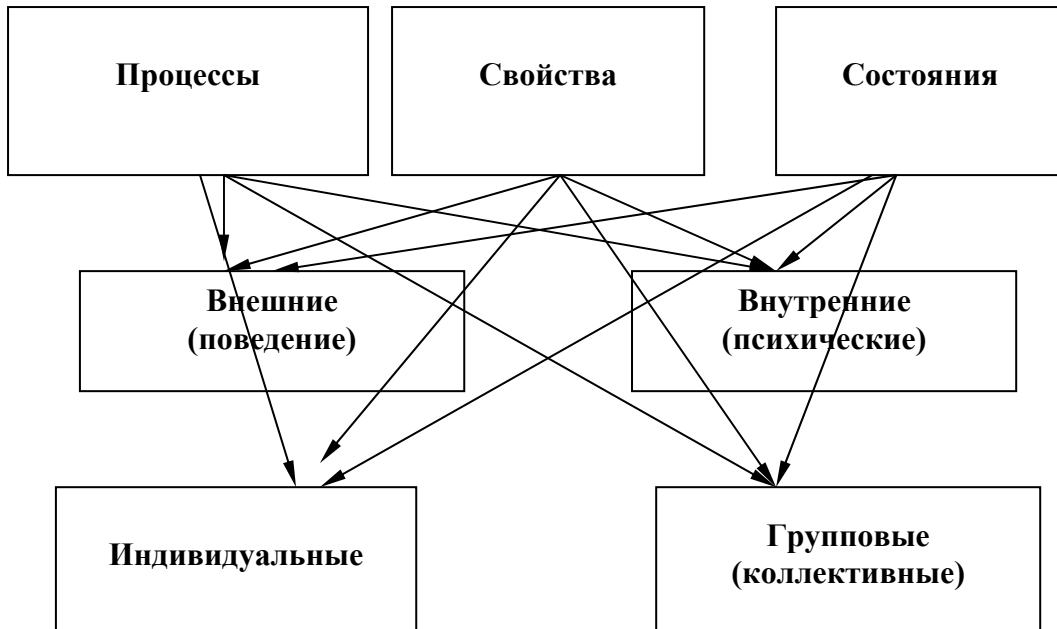 Процессы
Свойства
Состояния
Внешние
(поведение)
Внутренние
(психические)
Индивидуальные
Групповые
(коллективные)